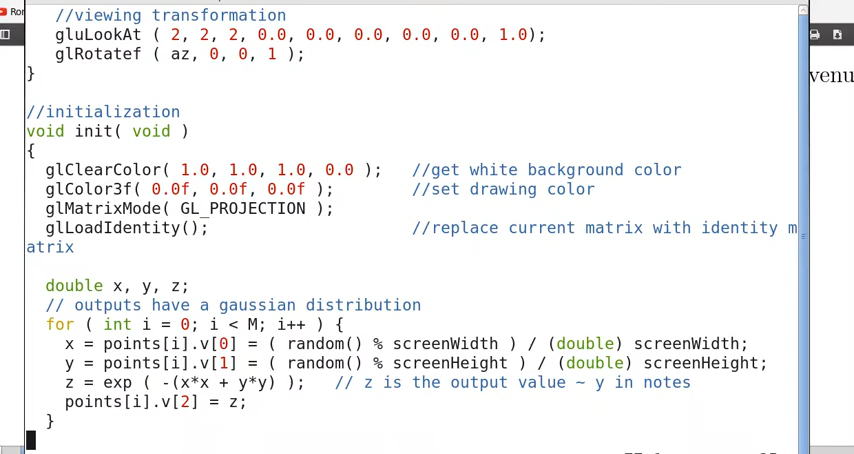 Ror
//viewing transformation
gluLookAt ( 2, 2, 2, 0.0, 0.0, 0.0, 0.0, 0.0, 1.0);
glRotatef ( az, 0, 0, 1 );
}
venu
//initialization
void init( void )
{
glClearColor( 1.0, 1.0, 1.0, 0.0 ); //get white background color
glColor3f( 0.0f, 0.0f, 0.0f ); //set drawing color
glMatrixMode( GL_PROJECTION );
glLoadIdentity(); //replace current matrix with identity m
atrix
double x, y, z;
// outputs have a gaussian distribution
for ( int i = 0; i < M; i++ ) {
x = points[i].v[0] = ( random() % screenWidth ) / (double) screenWidth;
y = points[i].v[1] = ( random() % screenHeight ) / (double) screenHeight;
z = exp ( -(x*x + y*y) ); // z is the output value ~ y in notes
points[i].v[2] = z;
}